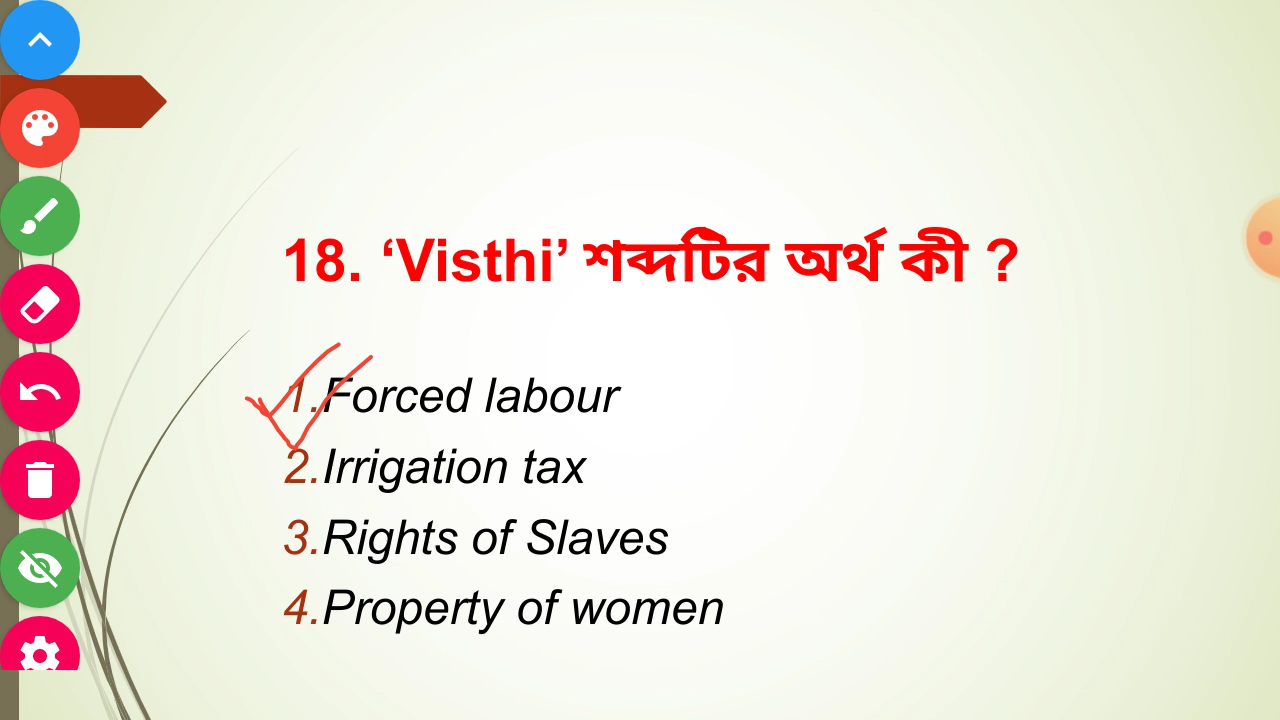 18. ‘Visthi’ শব্দটির অর্থ কী ?
1.Forced labour
2.Irrigation tax
3.Rights of Slaves
4.Property of women